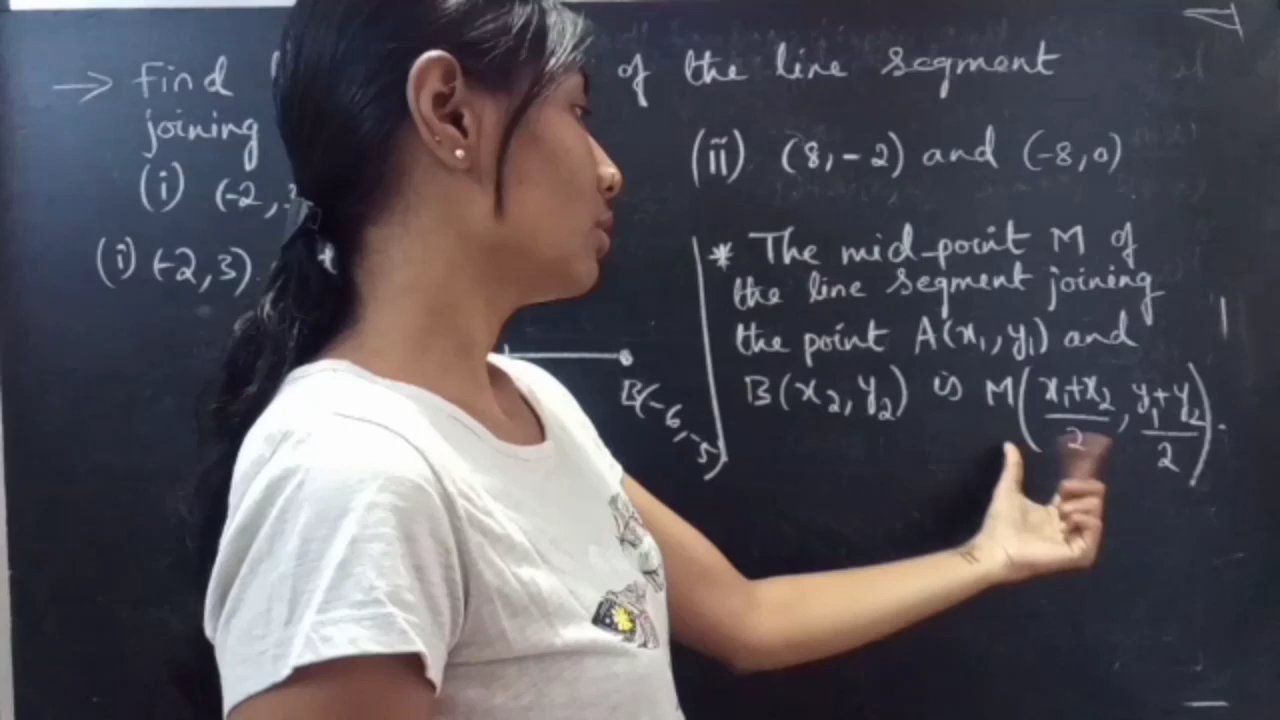 → Find of the line segment
joining
(i) (-2,3 (ii) (8,-2) and (-8,0)
(i) (-2,3)
* The mid-point M of
the line segment joining
the point A(x₁,y₁) and
B(x₂,y₂) is M(x₁+x₂/2, y₁+y₂/2).
B(-6,-5)